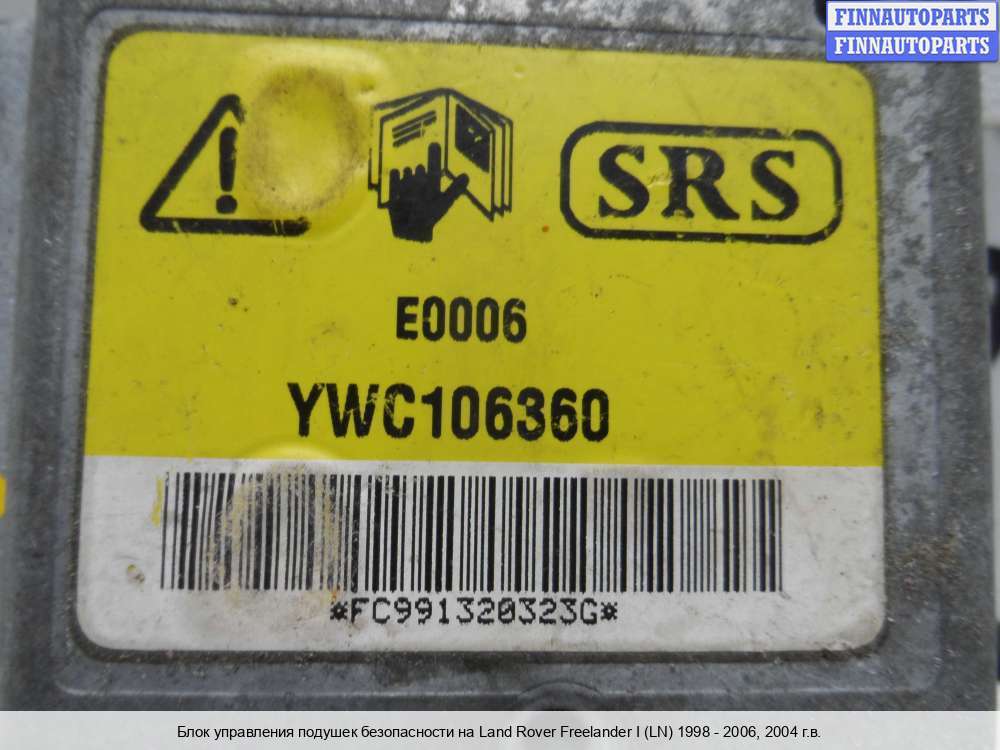 FINNAUTOPARTS
FINNAUTOPARTS
SRS
E0006
YWC106360
*FC991320323G*
Блок управления подушек безопасности на Land Rover Freelander I (LN) 1998 - 2006, 2004 г.в.